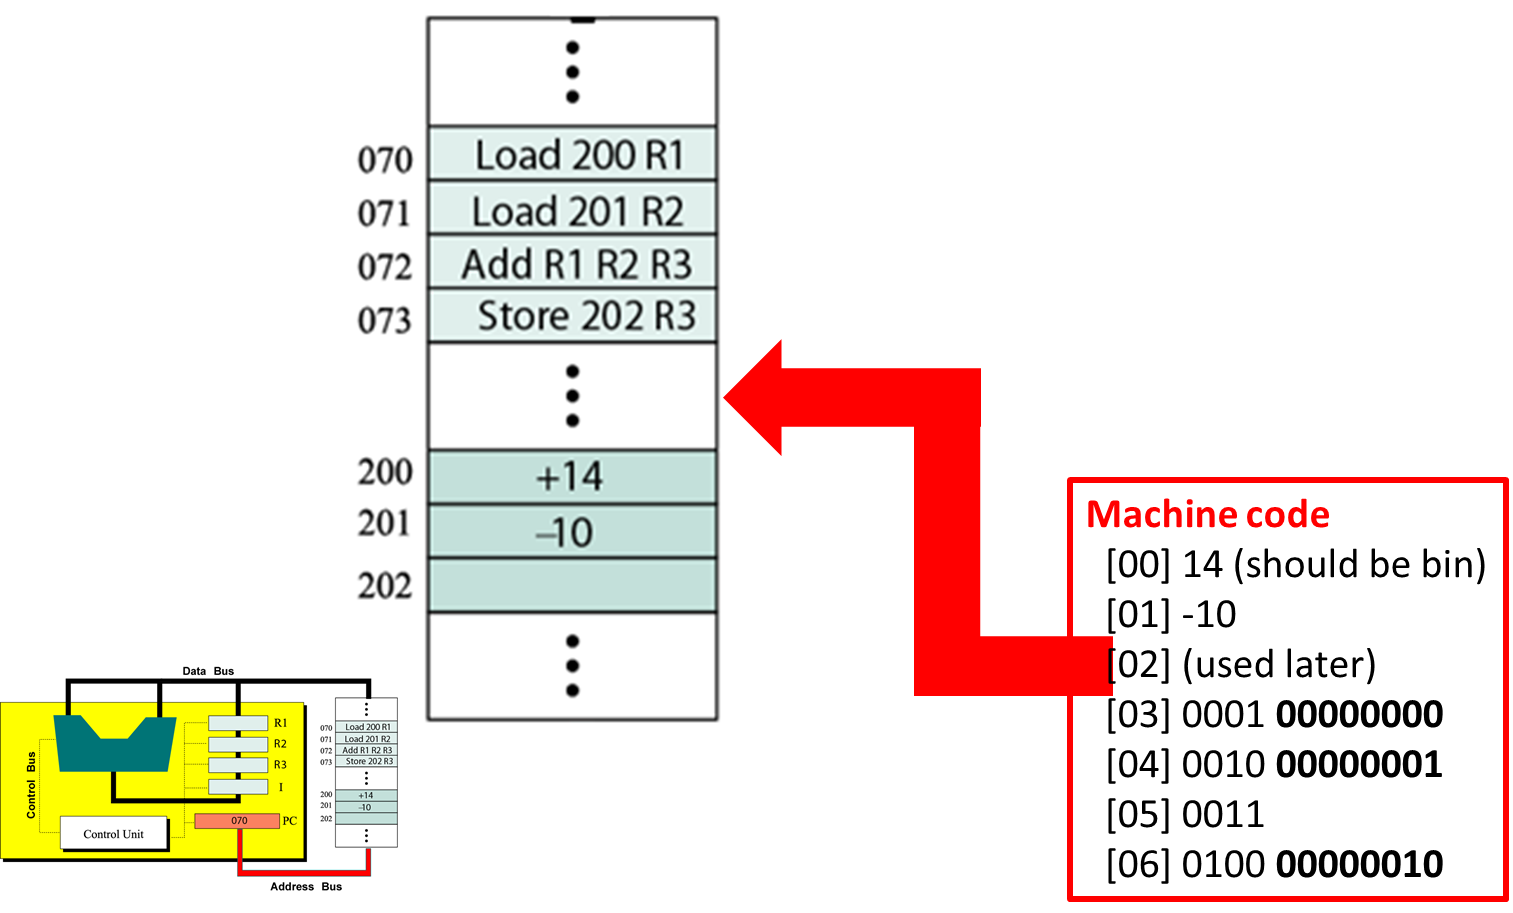 070 Load 200 R1
071 Load 201 R2
072 Add R1 R2 R3
073 Store 202 R3
200 +14
201 –10
202
Machine code
[00] 14 (should be bin)
[01] -10
[02] (used later)
[03] 0001 00000000
[04] 0010 00000001
[05] 0011
[06] 0100 00000010
Data Bus
Control Bus
R1
R2
R3
I
070 PC
Control Unit
Address Bus
070 Load 200 R1
071 Load 201 R2
072 Add R1 R2 R3
073 Store 202 R3
200 +14
201 –10
202